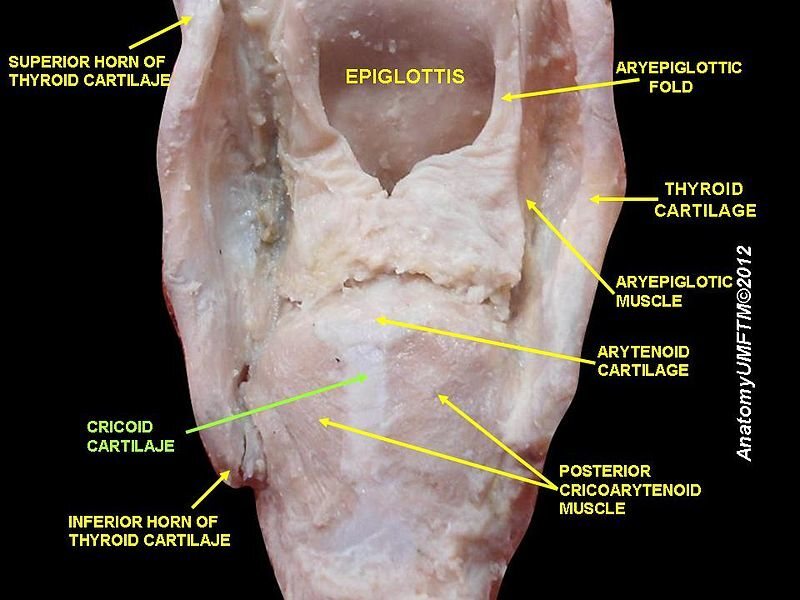 SUPERIOR HORN OF
THYROID CARTILAJE
EPIGLOTTIS
ARYEPIGLOTTIC
FOLD
THYROID
CARTILAGE
ARYEPIGLOTIC
MUSCLE
ARYTENOID
CARTILAGE
CRICOID
CARTILAJE
POSTERIOR
CRICOARYTENOID
MUSCLE
INFERIOR HORN OF
THYROID CARTILAJE
AnatomyUMFTM©2012